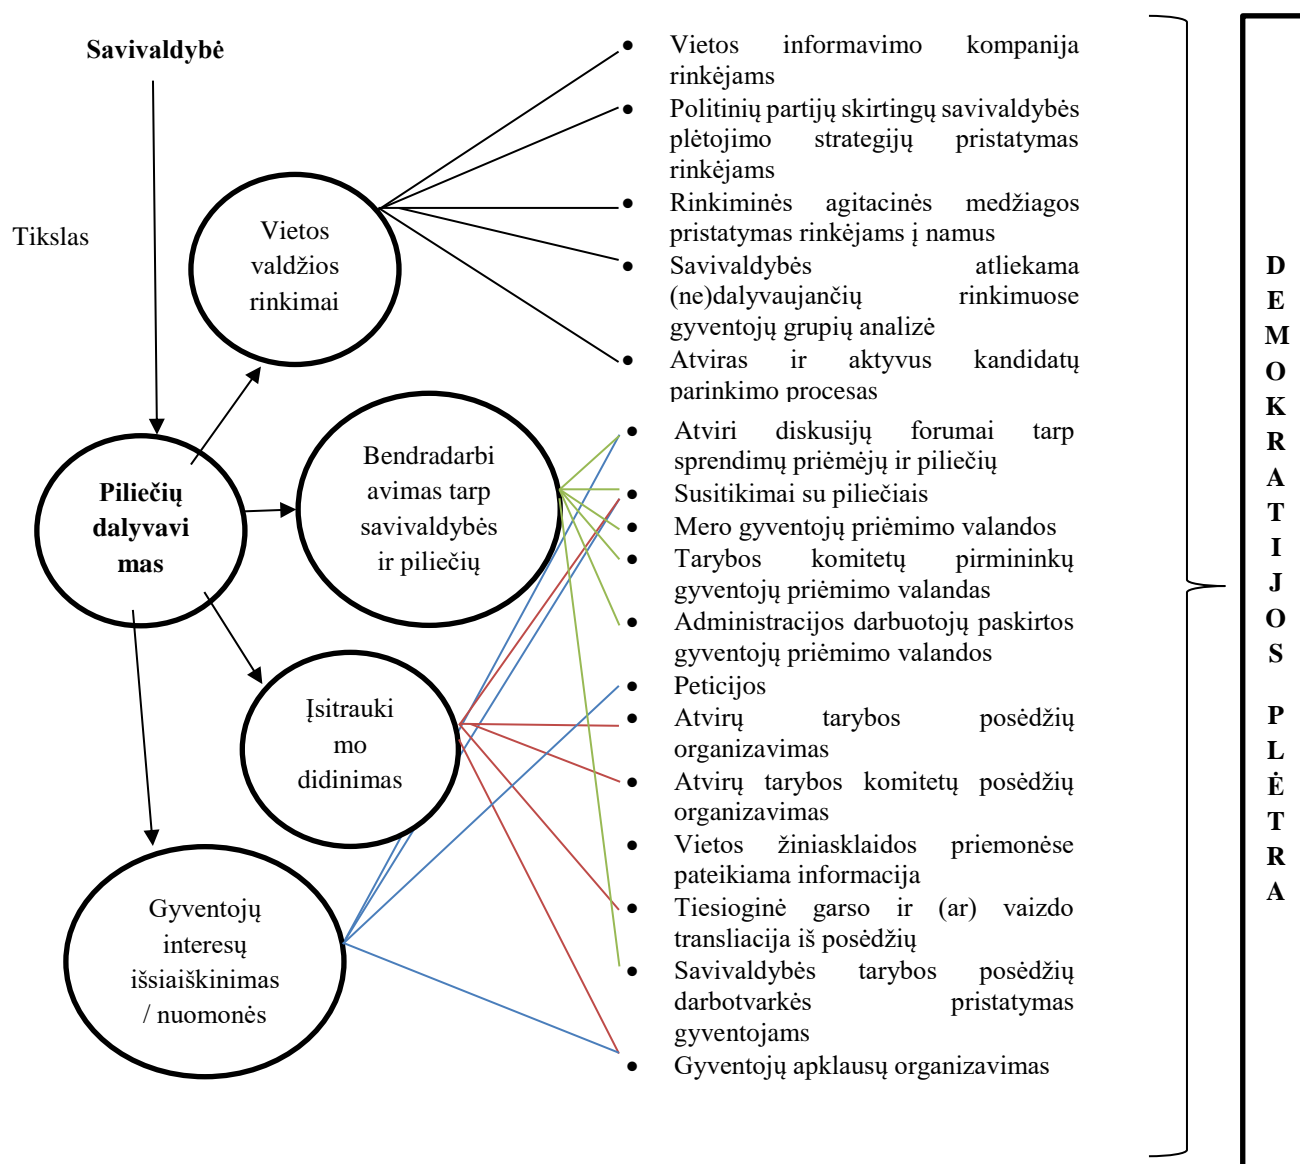 Savivaldybė
Tikslas
Vietos
valdžios
rinkimai
Piliečių
dalyvavi
mas
Bendradarbi
avimas tarp
savivaldybės
ir piliečių
Įsitrauki
mo
didinimas
Gyventojų
interesų
išsiaiškinimas
/ nuomonės
• Vietos informavimo kompanija
rinkėjams
• Politinių partijų skirtingų savivaldybės
plėtojimo strategijų pristatymas
rinkėjams
• Rinkiminės agitacinės medžiagos
pristatymas rinkėjams į namus
• Savivaldybės atliekama
(ne)dalyvaujančių rinkimuose
gyventojų grupių analizė
• Atviras ir aktyvus kandidatų
parinkimo procesas
• Atviri diskusijų forumai tarp
sprendimų priėmėjų ir piliečių
• Susitikimai su piliečiais
• Mero gyventojų priėmimo valandos
• Tarybos komitetų pirmininkų
gyventojų priėmimo valandas
• Administracijos darbuotojų paskirtos
gyventojų priėmimo valandos
• Peticijos
• Atvirų tarybos posėdžių
organizavimas
• Atvirų tarybos komitetų posėdžių
organizavimas
• Vietos žiniasklaidos priemonėse
pateikiama informacija
• Tiesioginė garso ir (ar) vaizdo
transliacija iš posėdžių
• Savivaldybės tarybos posėdžių
darbotvarkės pristatymas
gyventojams
• Gyventojų apklausų organizavimas
DEMOKRATIJOS PLĖTRA